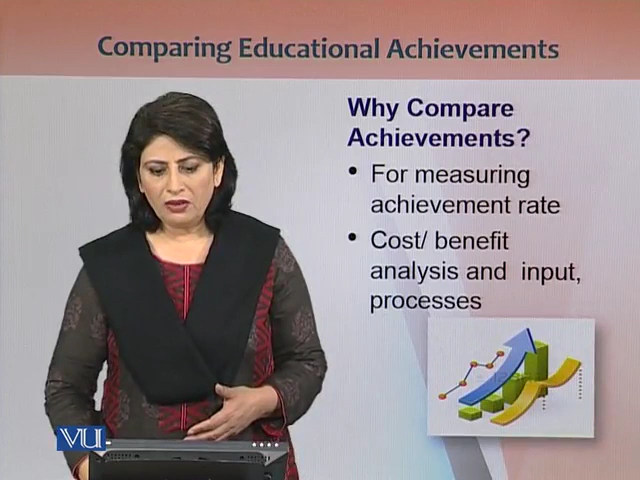 Comparing Educational Achievements
Why Compare
Achievements?
• For measuring
achievement rate
• Cost/ benefit
analysis and input,
processes
VU